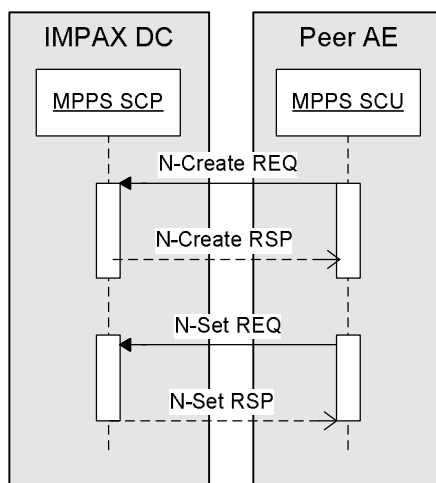 IMPAX DC
Peer AE
MPPS SCP
MPPS SCU
N-Create REQ
N-Create RSP
N-Set REQ
N-Set RSP